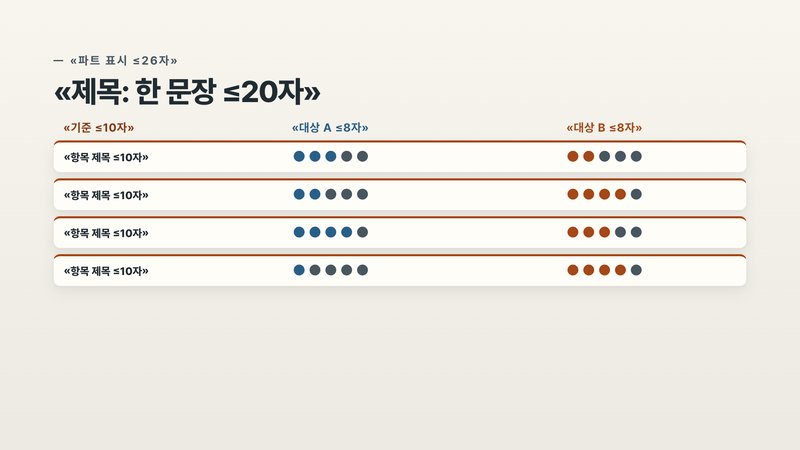 — «파트 표시 ≤26자»
«제목: 한 문장 ≤20자»
«기준 ≤10자» «대상 A ≤8자» «대상 B ≤8자»
«항목 제목 ≤10자»
«항목 제목 ≤10자»
«항목 제목 ≤10자»
«항목 제목 ≤10자»